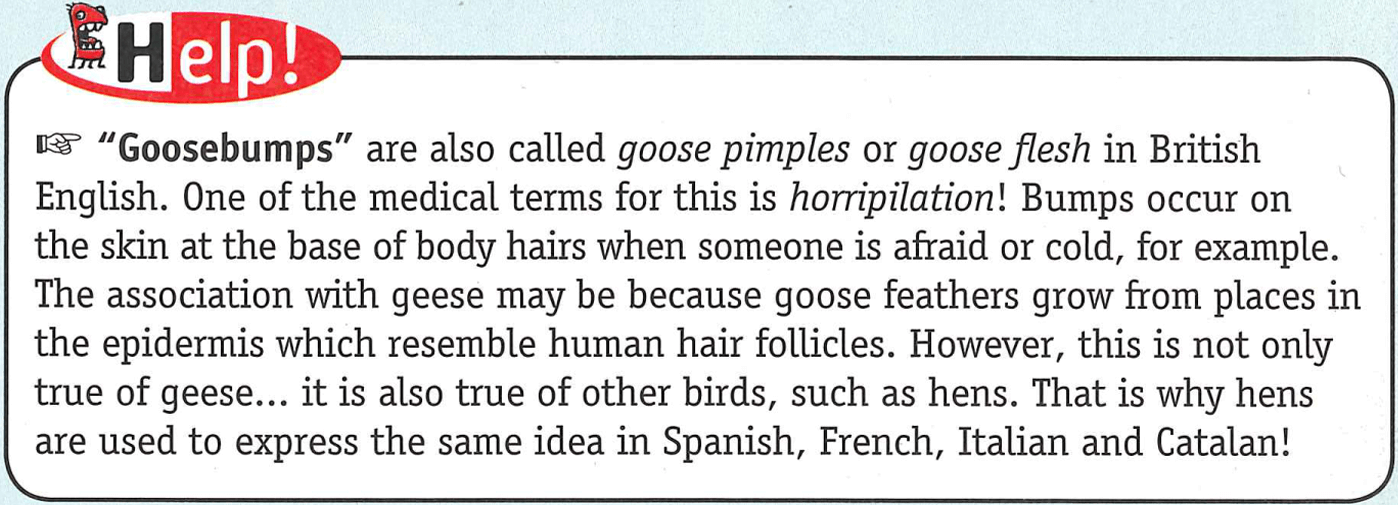 Help!
☞ “Goosebumps” are also called goose pimples or goose flesh in British
English. One of the medical terms for this is horripilation! Bumps occur on
the skin at the base of body hairs when someone is afraid or cold, for example.
The association with geese may be because goose feathers grow from places in
the epidermis which resemble human hair follicles. However, this is not only
true of geese... it is also true of other birds, such as hens. That is why hens
are used to express the same idea in Spanish, French, Italian and Catalan!